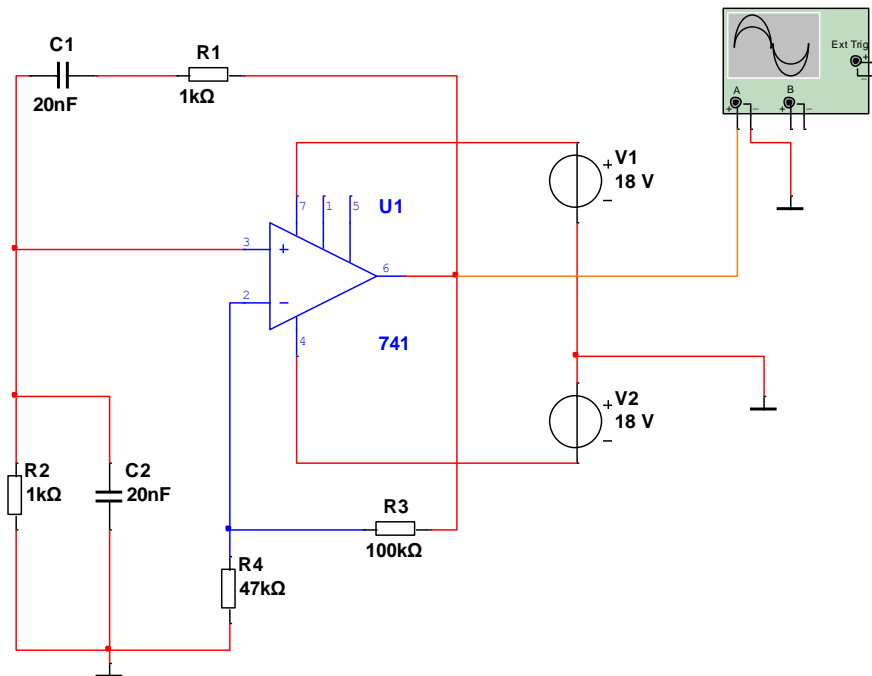 C1
20nF
R1
1kΩ
Ext Trig
+
−
A
B
+
−
+
−
V1
18 V
+
−
7
1
5
U1
3
+
6
2
−
4
741
V2
18 V
+
−
R2
1kΩ
C2
20nF
R3
100kΩ
R4
47kΩ